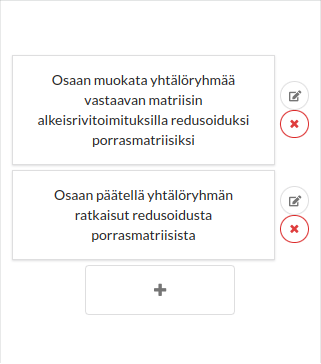 Osaan muokata yhtälöryhmää
vastaavan matriisin
alkeisrivitoimituksilla redusoiduksi
porrasmatriisiksi
Osaan päätellä yhtälöryhmän
ratkaisut redusoidusta
porrasmatriisista